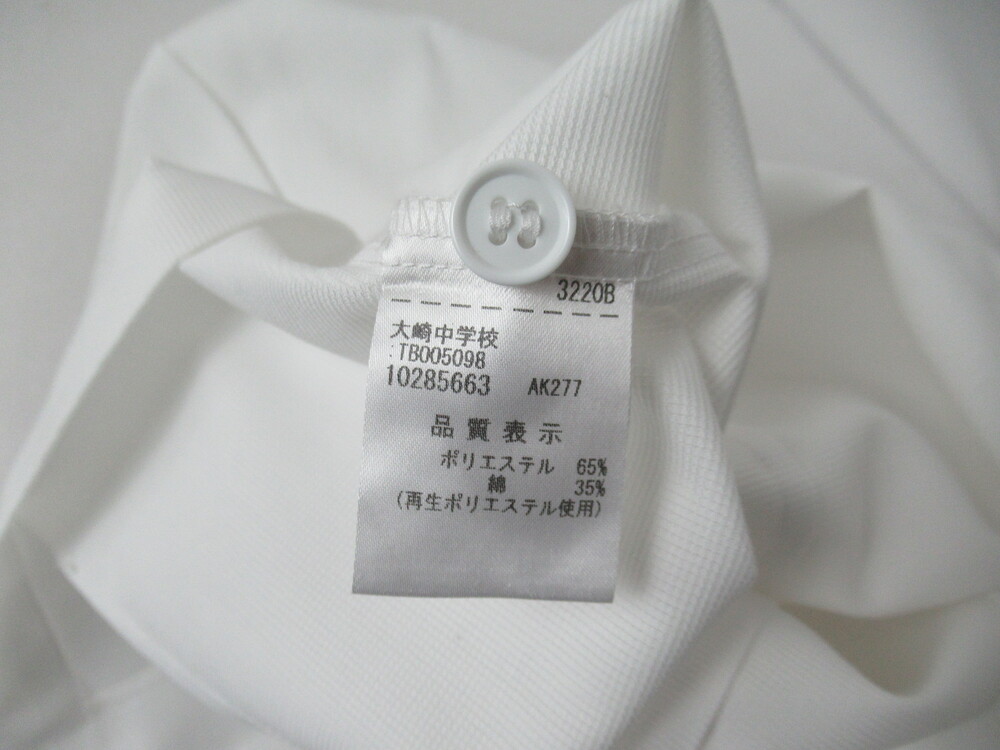 3220B
大崎中学校
:TB005098
10285663 AK277
品質表示
ポリエステル 65%
綿 35%
(再生ポリエステル使用)